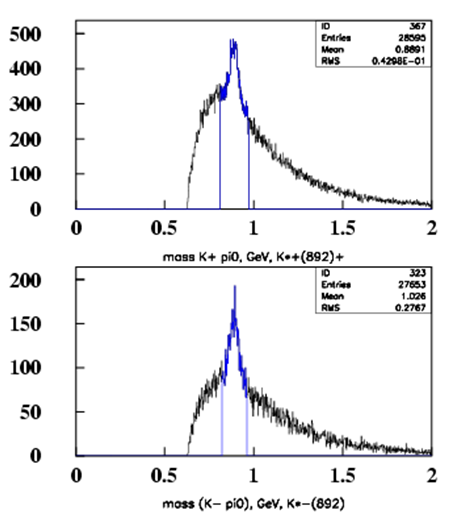 ID 367
Entries 28595
Mean 0.8891
RMS 0.4298E-01
500
400
300
200
100
0
0 0.5 1 1.5 2
mass K+ pi0, GeV, K*+(892)+
ID 323
Entries 27653
Mean 1.026
RMS 0.2767
200
150
100
50
0
0 0.5 1 1.5 2
mass (K- pi0), GeV, K*-(892)